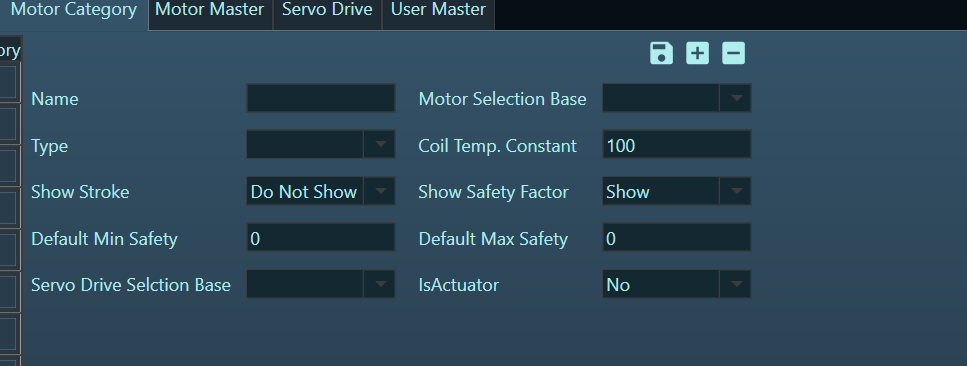 Motor Category Motor Master Servo Drive User Master
ory
Name Motor Selection Base
Type Coil Temp. Constant 100
Show Stroke Do Not Show Show Safety Factor Show
Default Min Safety 0 Default Max Safety 0
Servo Drive Selction Base IsActuator No